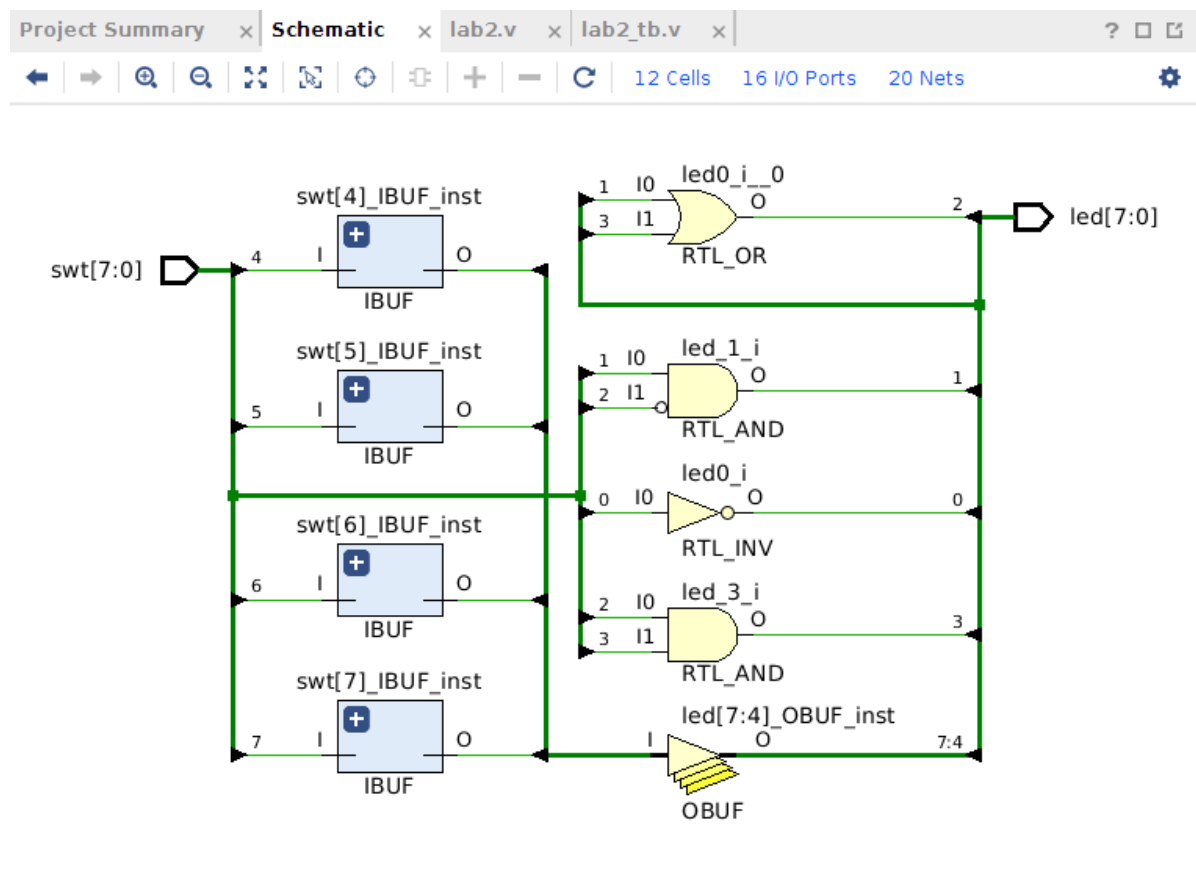 Project Summary × Schematic × lab2.v × lab2_tb.v × ?
12 Cells 16 I/O Ports 20 Nets
swt[7:0]
swt[4]_IBUF_inst
4 I O
IBUF
swt[5]_IBUF_inst
5 I O
IBUF
swt[6]_IBUF_inst
6 I O
IBUF
swt[7]_IBUF_inst
7 I O
IBUF
led0_i__0
1 I0 O 2
3 I1
RTL_OR
led[7:0]
led_1_i
1 I0 O 1
2 I1
RTL_AND
led0_i
0 I0 O 0
RTL_INV
led_3_i
2 I0 O 3
3 I1
RTL_AND
led[7:4]_OBUF_inst
I O 7:4
OBUF